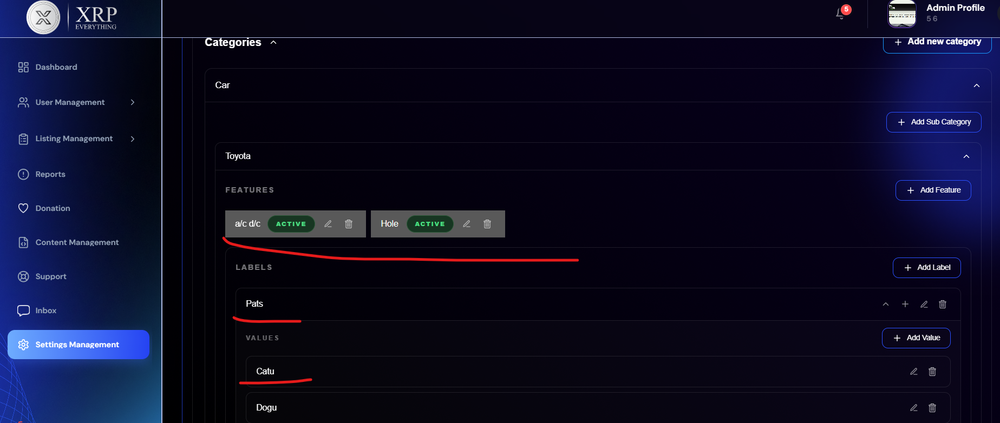 XRP
EVERYTHING
5
Admin Profile
5 6
Dashboard
User Management
Listing Management
Reports
Donation
Content Management
Support
Inbox
Settings Management
Categories
Add new category
Car
Add Sub Category
Toyota
FEATURES
Add Feature
a/c d/c ACTIVE
Hole ACTIVE
LABELS
Add Label
Pats
VALUES
Add Value
Catu
Dogu